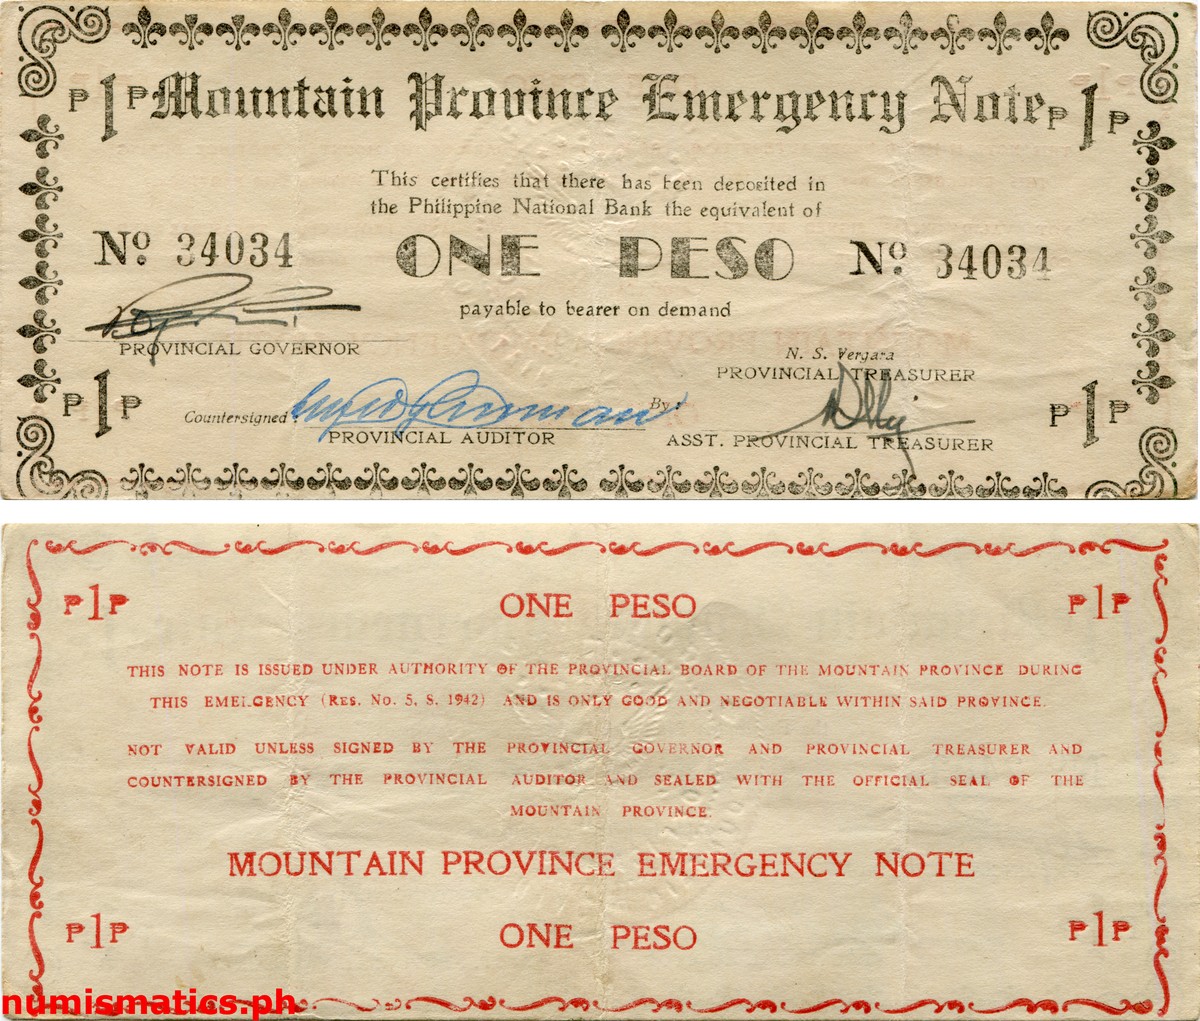 ₱1₱ Mountain Province Emergency Note ₱1₱
This certifies that there has been deposited in
the Philippine National Bank the equivalent of
Nº 34034 ONE PESO Nº 34034
payable to bearer on demand
PROVINCIAL GOVERNOR
N. S. Vergara
PROVINCIAL TREASURER
₱1₱ Countersigned: By: ₱1₱
PROVINCIAL AUDITOR
ASST. PROVINCIAL TREASURER
₱1₱ ONE PESO ₱1₱
THIS NOTE IS ISSUED UNDER AUTHORITY OF THE PROVINCIAL BOARD OF THE MOUNTAIN PROVINCE DURING
THIS EMELGENCY (RES. NO. 5, S. 1942) AND IS ONLY GOOD AND NEGOTIABLE WITHIN SAID PROVINCE.
NOT VALID UNLESS SIGNED BY THE PROVINCIAL GOVERNOR AND PROVINCIAL TREASURER AND
COUNTERSIGNED BY THE PROVINCIAL AUDITOR AND SEALED WITH THE OFFICIAL SEAL OF THE
MOUNTAIN PROVINCE.
MOUNTAIN PROVINCE EMERGENCY NOTE
₱1₱ ONE PESO ₱1₱
numismatics.ph